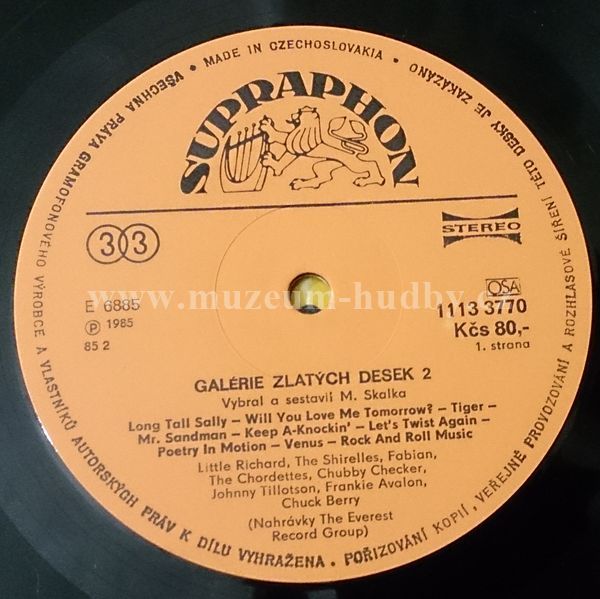 VŠECHNA PRÁVA GRAMOFONOVÉHO VÝROBCE A VLASTNÍKŮ AUTORSKÝCH PRÁV K DÍLU VYHRAŽENA • POŘIZOVÁNÍ KOPIÍ, VEŘEJNÉ PROVOZOVÁNÍ A ROZHLASOVÉ ŠÍŘENÍ TÉTO DESKY JE ZAKÁZÁNO • MADE IN CZECHOSLOVAKIA •
SUPRAPHON
33
STEREO
www.muzeum-hudby.cz
E 6885
OSA
1113 3770
Ⓟ 1985
Kčs 80,-
85 2
1. strana
GALÉRIE ZLATÝCH DESEK 2
Vybral a sestavil M. Skalka
Long Tall Sally – Will You Love Me Tomorrow? – Tiger –
Mr. Sandman – Keep A-Knockin' – Let's Twist Again –
Poetry In Motion – Venus – Rock And Roll Music
Little Richard, The Shirelles, Fabian,
The Chordettes, Chubby Checker,
Johnny Tillotson, Frankie Avalon,
Chuck Berry
(Nahrávky The Everest
Record Group)